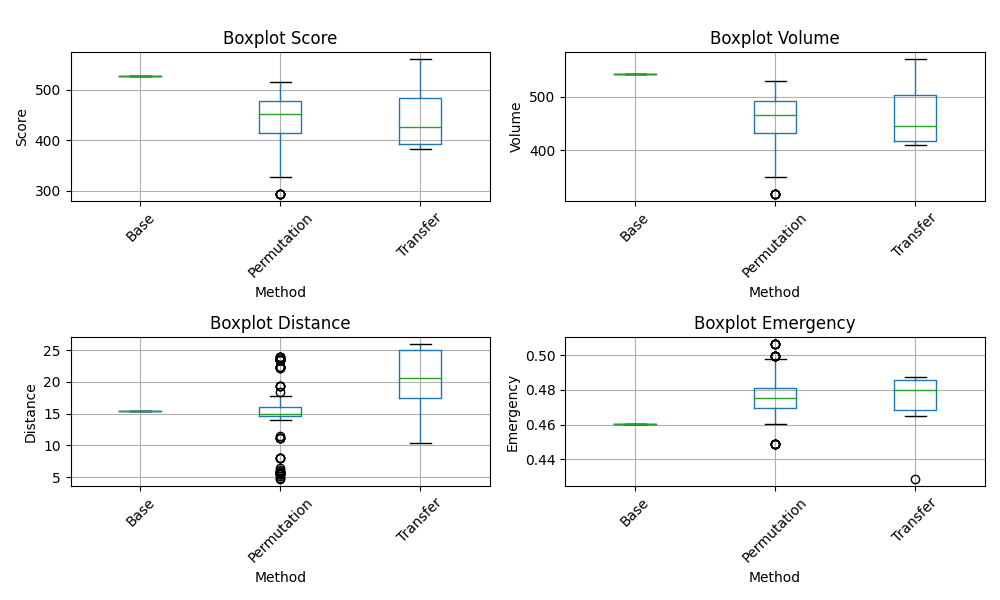 Boxplot Score
Score
500
400
300
Base
Permutation
Transfer
Method
Boxplot Volume
Volume
500
400
Base
Permutation
Transfer
Method
Boxplot Distance
Distance
25
20
15
10
5
Base
Permutation
Transfer
Method
Boxplot Emergency
Emergency
0.50
0.48
0.46
0.44
Base
Permutation
Transfer
Method